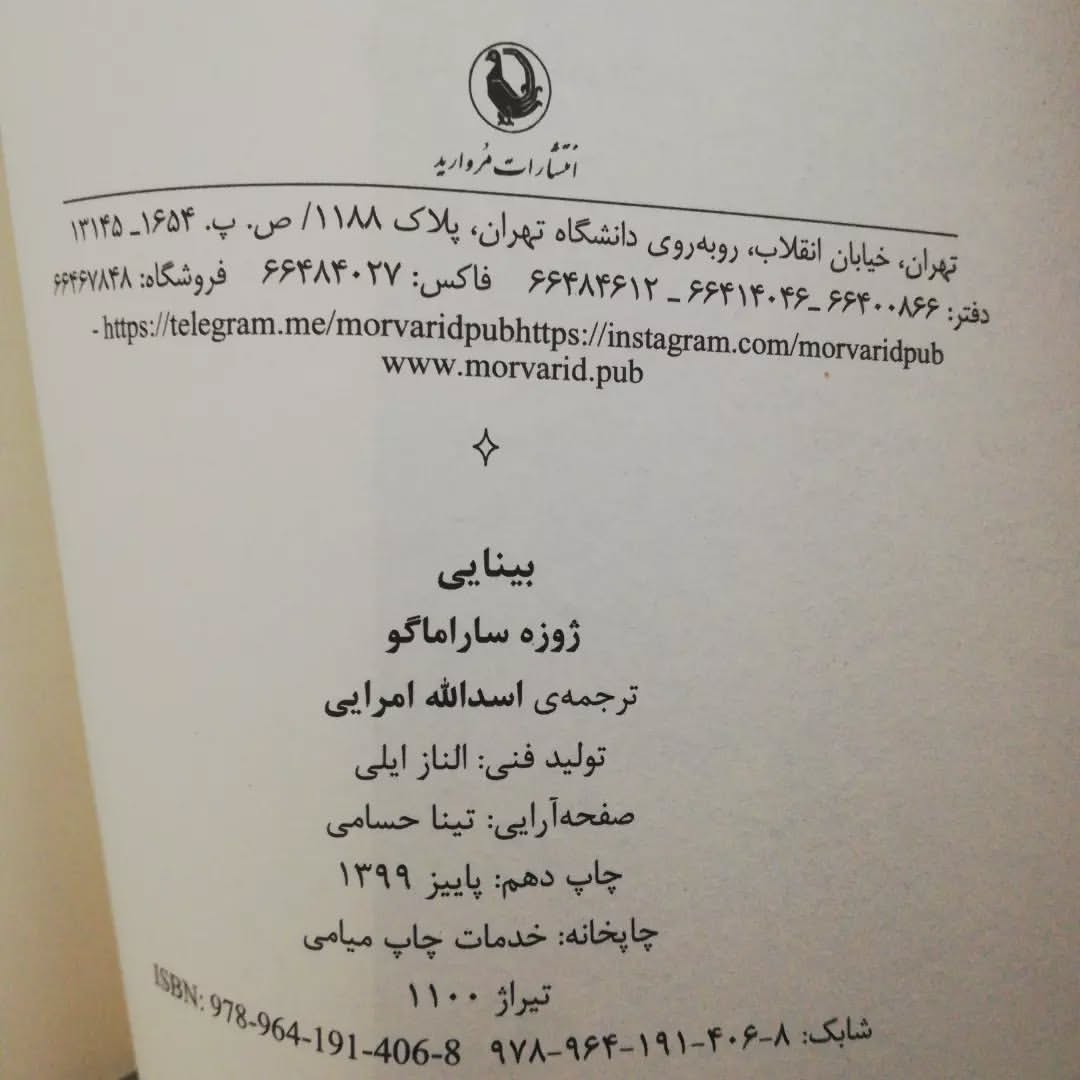 انتشارات مروارید
تهران، خیابان انقلاب، روبه‌روی دانشگاه تهران، پلاک ۱۱۸۸/ ص. پ. ۱۶۵۴ـ ۱۳۱۴۵
دفتر: ۶۶۴۰۰۸۶۶ ـ۶۶۴۱۴۰۴۶ ـ ۶۶۴۸۴۶۱۲ فاکس: ۶۶۴۸۴۰۲۷ فروشگاه: ۶۶۴۶۷۸۴۸
- https://telegram.me/morvaridpubhttps://instagram.com/morvaridpub
www.morvarid.pub
بینایی
ژوزه ساراماگو
ترجمه‌ی اسدالله امرایی
تولید فنی: الناز ایلی
صفحه‌آرایی: تینا حسامی
چاپ دهم: پاییز ۱۳۹۹
چاپخانه: خدمات چاپ میامی
تیراژ ۱۱۰۰
شابک: ۸-۴۰۶-۱۹۱-۹۶۴-۹۷۸ ISBN: 978-964-191-406-8